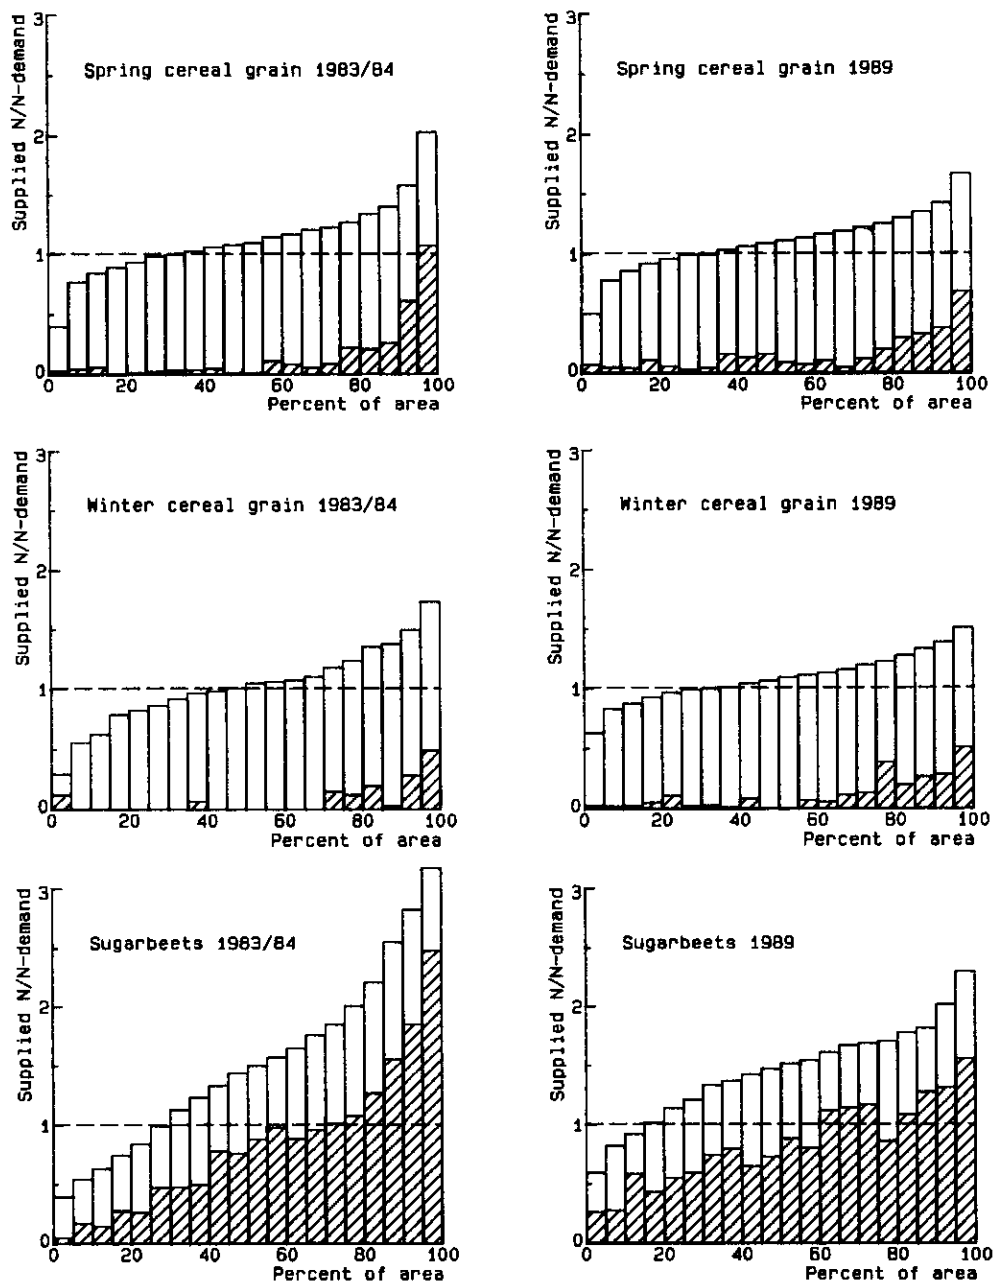 Supplied N/N-demand
3
2
1
0
Spring cereal grain 1983/84
0 20 40 60 80 100
Percent of area
Supplied N/N-demand
3
2
1
0
Spring cereal grain 1989
0 20 40 60 80 100
Percent of area
Supplied N/N-demand
3
2
1
0
Winter cereal grain 1983/84
0 20 40 60 80 100
Percent of area
Supplied N/N-demand
3
2
1
0
Winter cereal grain 1989
0 20 40 60 80 100
Percent of area
Supplied N/N-demand
3
2
1
0
Sugarbeets 1983/84
0 20 40 60 80 100
Percent of area
Supplied N/N-demand
3
2
1
0
Sugarbeets 1989
0 20 40 60 80 100
Percent of area